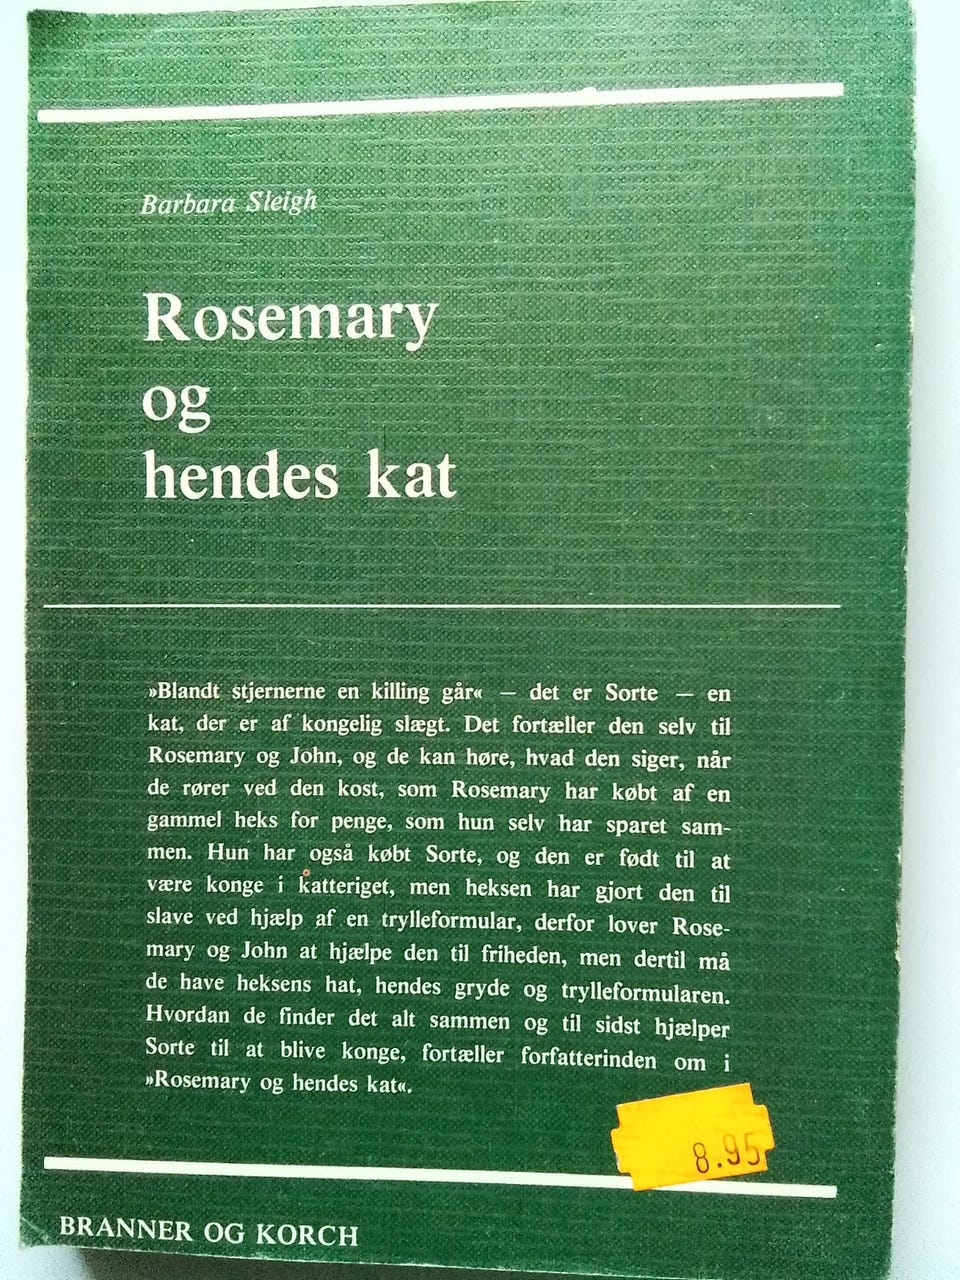 Barbara Sleigh
Rosemary
og
hendes kat
»Blandt stjernerne en killing går« — det er Sorte — en
kat, der er af kongelig slægt. Det fortæller den selv til
Rosemary og John, og de kan høre, hvad den siger, når
de rører ved den kost, som Rosemary har købt af en
gammel heks for penge, som hun selv har sparet sam-
men. Hun har også købt Sorte, og den er født til at
være konge i katteriget, men heksen har gjort den til
slave ved hjælp af en trylleformular, derfor lover Rose-
mary og John at hjælpe den til friheden, men dertil må
de have heksens hat, hendes gryde og trylleformularen.
Hvordan de finder det alt sammen og til sidst hjælper
Sorte til at blive konge, fortæller forfatterinden om i
»Rosemary og hendes kat«.
8.95
BRANNER OG KORCH